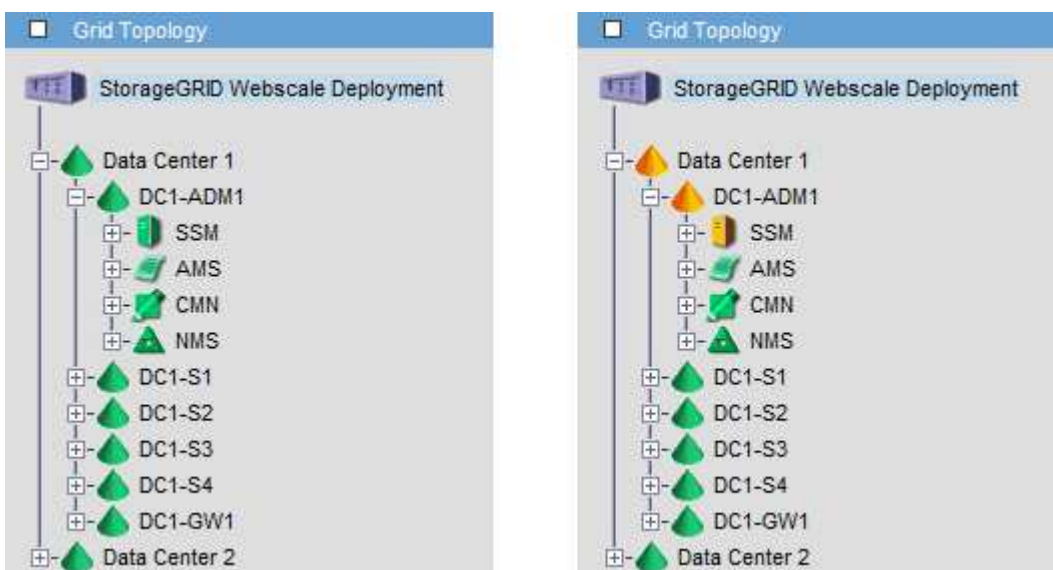 Grid Topology
StorageGRID Webscale Deployment
Data Center 1
DC1-ADM1
SSM
AMS
CMN
NMS
DC1-S1
DC1-S2
DC1-S3
DC1-S4
DC1-GW1
Data Center 2
Grid Topology
StorageGRID Webscale Deployment
Data Center 1
DC1-ADM1
SSM
AMS
CMN
NMS
DC1-S1
DC1-S2
DC1-S3
DC1-S4
DC1-GW1
Data Center 2